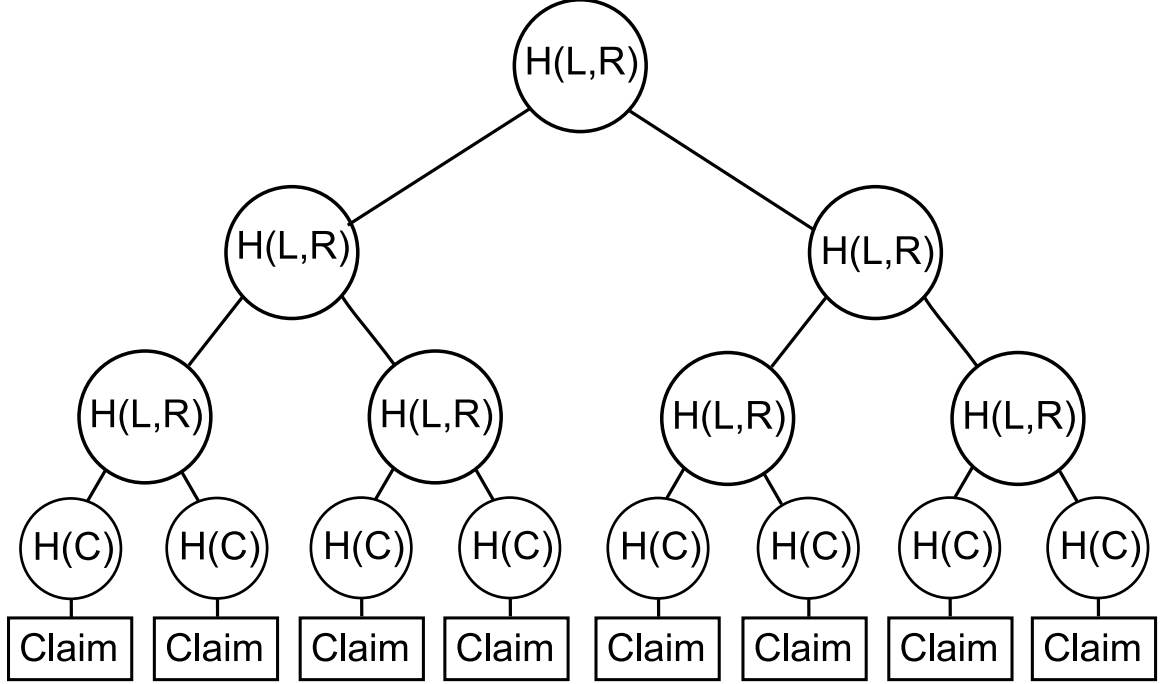 H(L,R)
H(L,R) H(L,R)
H(L,R) H(L,R) H(L,R) H(L,R)
H(C) H(C) H(C) H(C) H(C) H(C) H(C) H(C)
Claim Claim Claim Claim Claim Claim Claim Claim